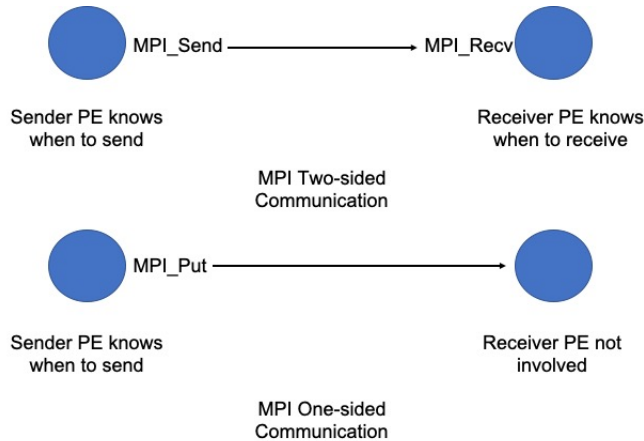 MPI_Send
MPI_Recv
Sender PE knows
when to send
Receiver PE knows
when to receive
MPI Two-sided
Communication
MPI_Put
Sender PE knows
when to send
Receiver PE not
involved
MPI One-sided
Communication